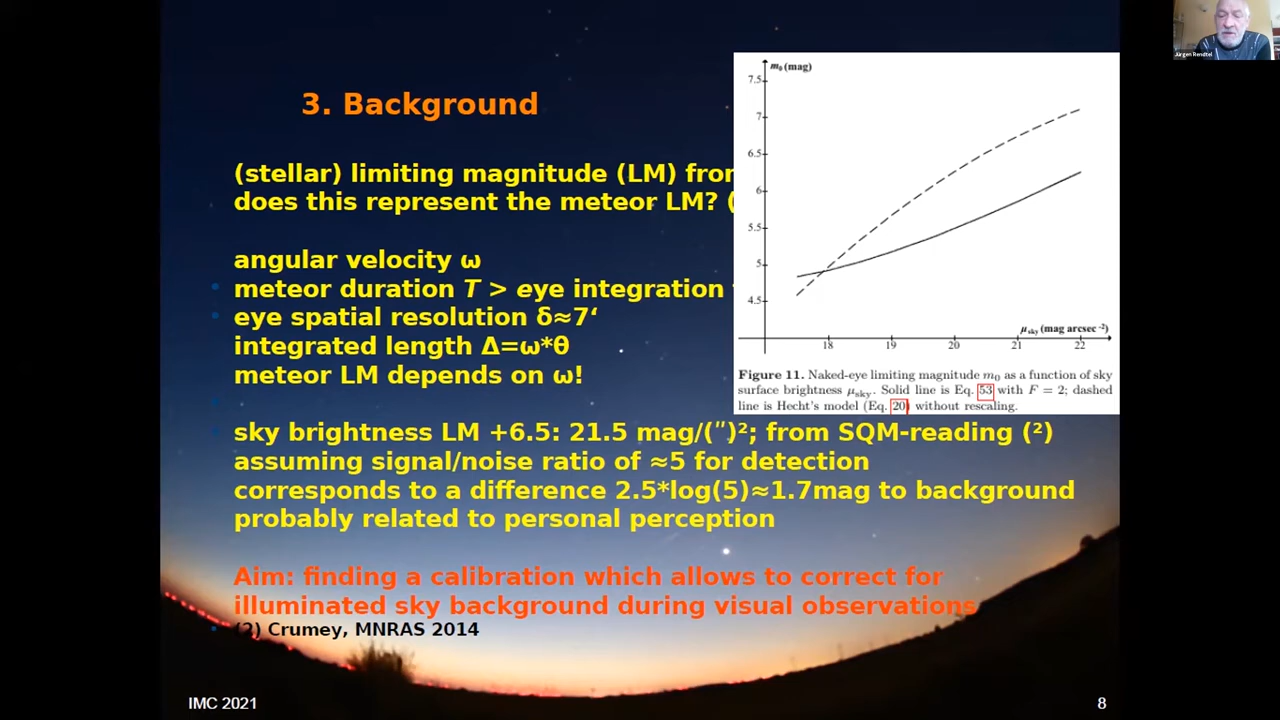 Jürgen Rendtel
3. Background
(stellar) limiting magnitude (LM) from
does this represent the meteor LM? (
angular velocity ω
meteor duration T > eye integration
eye spatial resolution δ≈7‘
integrated length Δ=ω*θ
meteor LM depends on ω!
sky brightness LM +6.5: 21.5 mag/(″)²; from SQM-reading (²)
assuming signal/noise ratio of ≈5 for detection
corresponds to a difference 2.5*log(5)≈1.7mag to background
probably related to personal perception
Aim: finding a calibration which allows to correct for
illuminated sky background during visual observations
(2) Crumey, MNRAS 2014
m₀ (mag)
7.5
7
6.5
6
5.5
5
4.5
μsky (mag arcsec⁻²)
18 19 20 21 22
Figure 11. Naked-eye limiting magnitude m₀ as a function of sky
surface brightness μsky. Solid line is Eq. 53 with F = 2; dashed
line is Hecht's model (Eq. 20) without rescaling.
IMC 2021
8